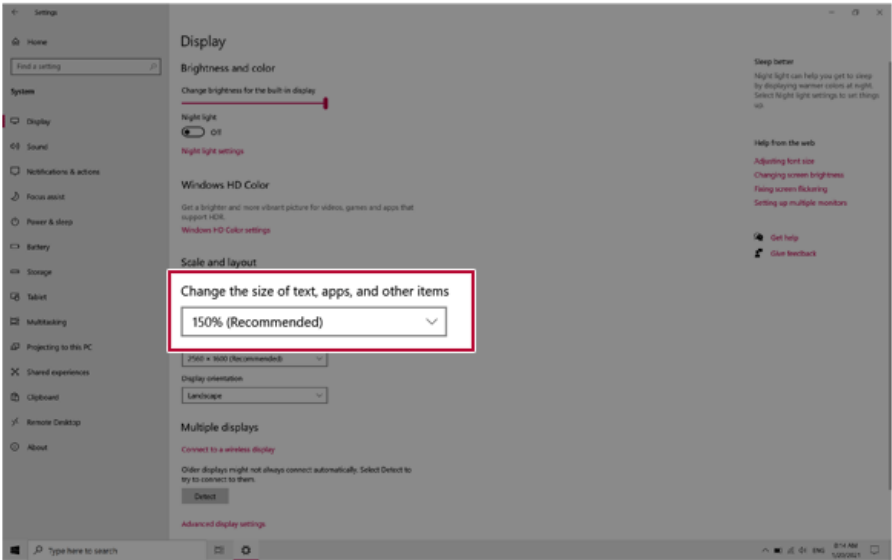 Settings
Home
Find a setting
System
Display
Sound
Notifications & actions
Focus assist
Power & sleep
Battery
Storage
Tablet
Multitasking
Projecting to this PC
Shared experiences
Clipboard
Remote Desktop
About
Display
Brightness and color
Change brightness for the built-in display
Night light
Off
Night light settings
Windows HD Color
Get a brighter and more vibrant picture for videos, games and apps that
support HDR.
Windows HD Color settings
Scale and layout
Change the size of text, apps, and other items
150% (Recommended)
2560 × 1600 (Recommended)
Display orientation
Landscape
Multiple displays
Connect to a wireless display
Older displays might not always connect automatically. Select Detect to
try to connect to them.
Detect
Advanced display settings
Sleep better
Night light can help you get to sleep
by displaying warmer colors at night.
Select Night light settings to set things
up.
Help from the web
Adjusting font size
Changing screen brightness
Fixing screen flickering
Setting up multiple monitors
Get help
Give feedback
Type here to search
ENG
8:14 AM
1/20/2021